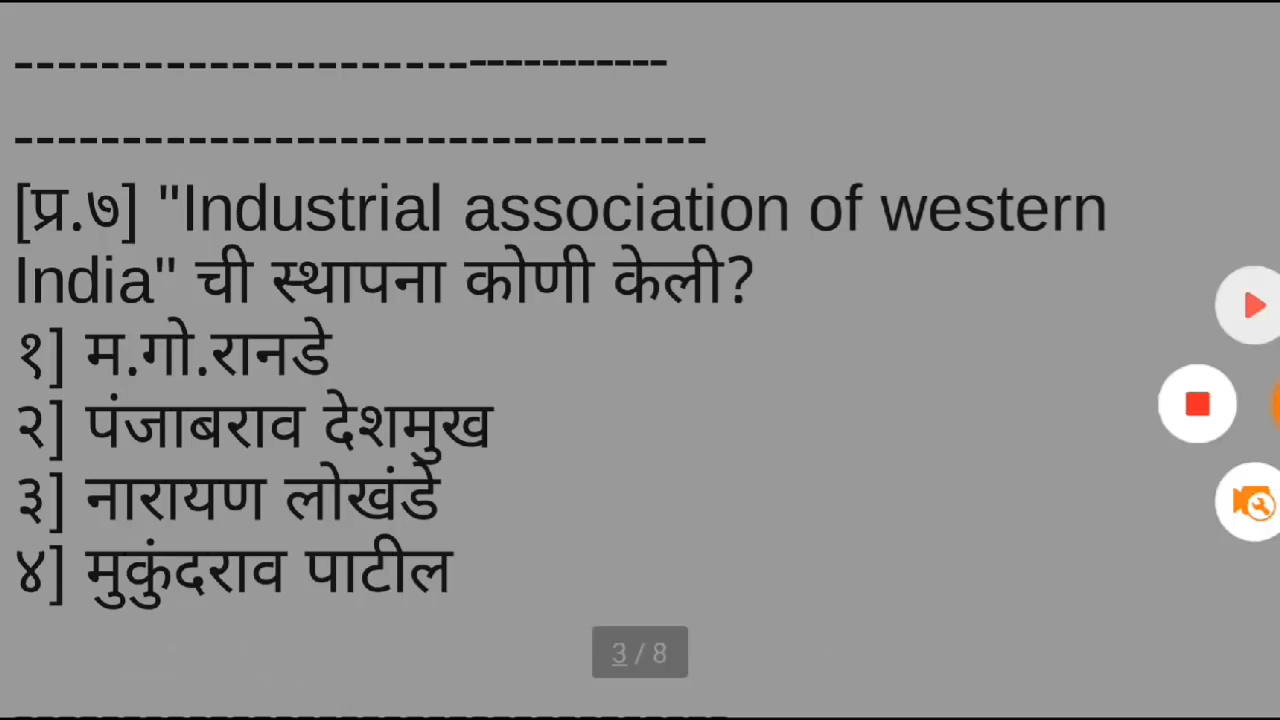 --------------------------------
--------------------------------
[प्र.७] "Industrial association of western
India" ची स्थापना कोणी केली?
१] म.गो.रानडे
२] पंजाबराव देशमुख
३] नारायण लोखंडे
४] मुकुंदराव पाटील
3 / 8